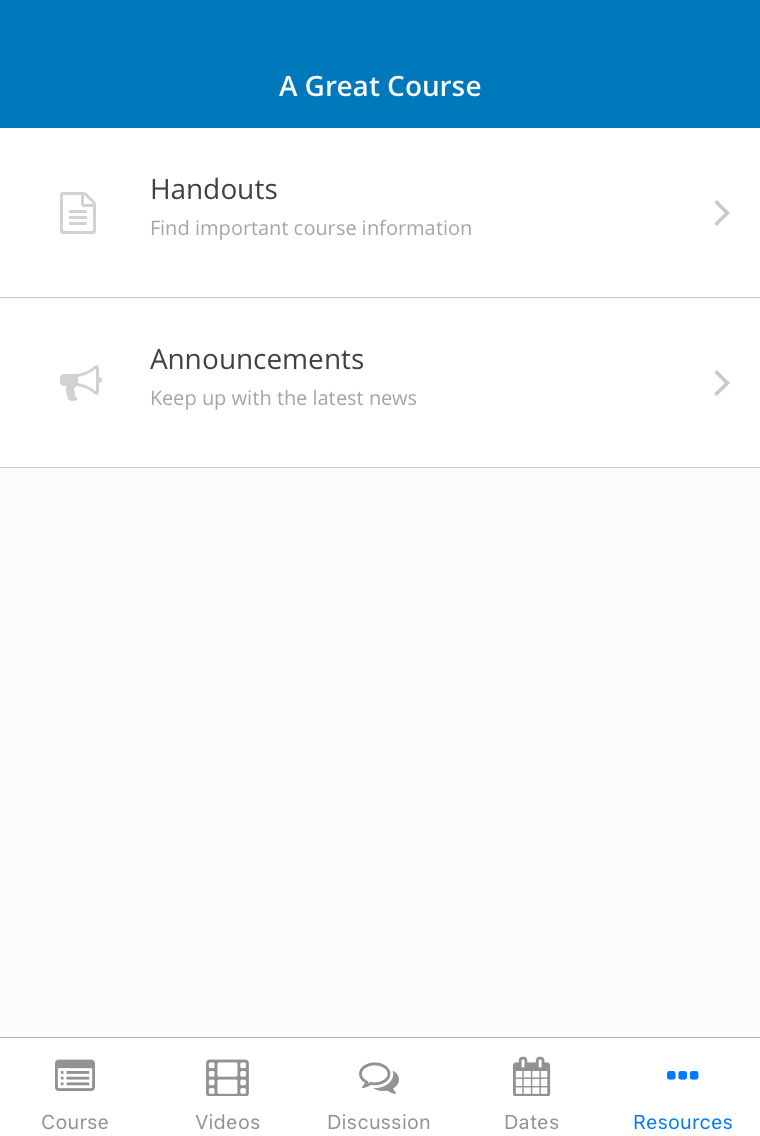 A Great Course
Handouts
Find important course information
Announcements
Keep up with the latest news
Course
Videos
Discussion
Dates
Resources